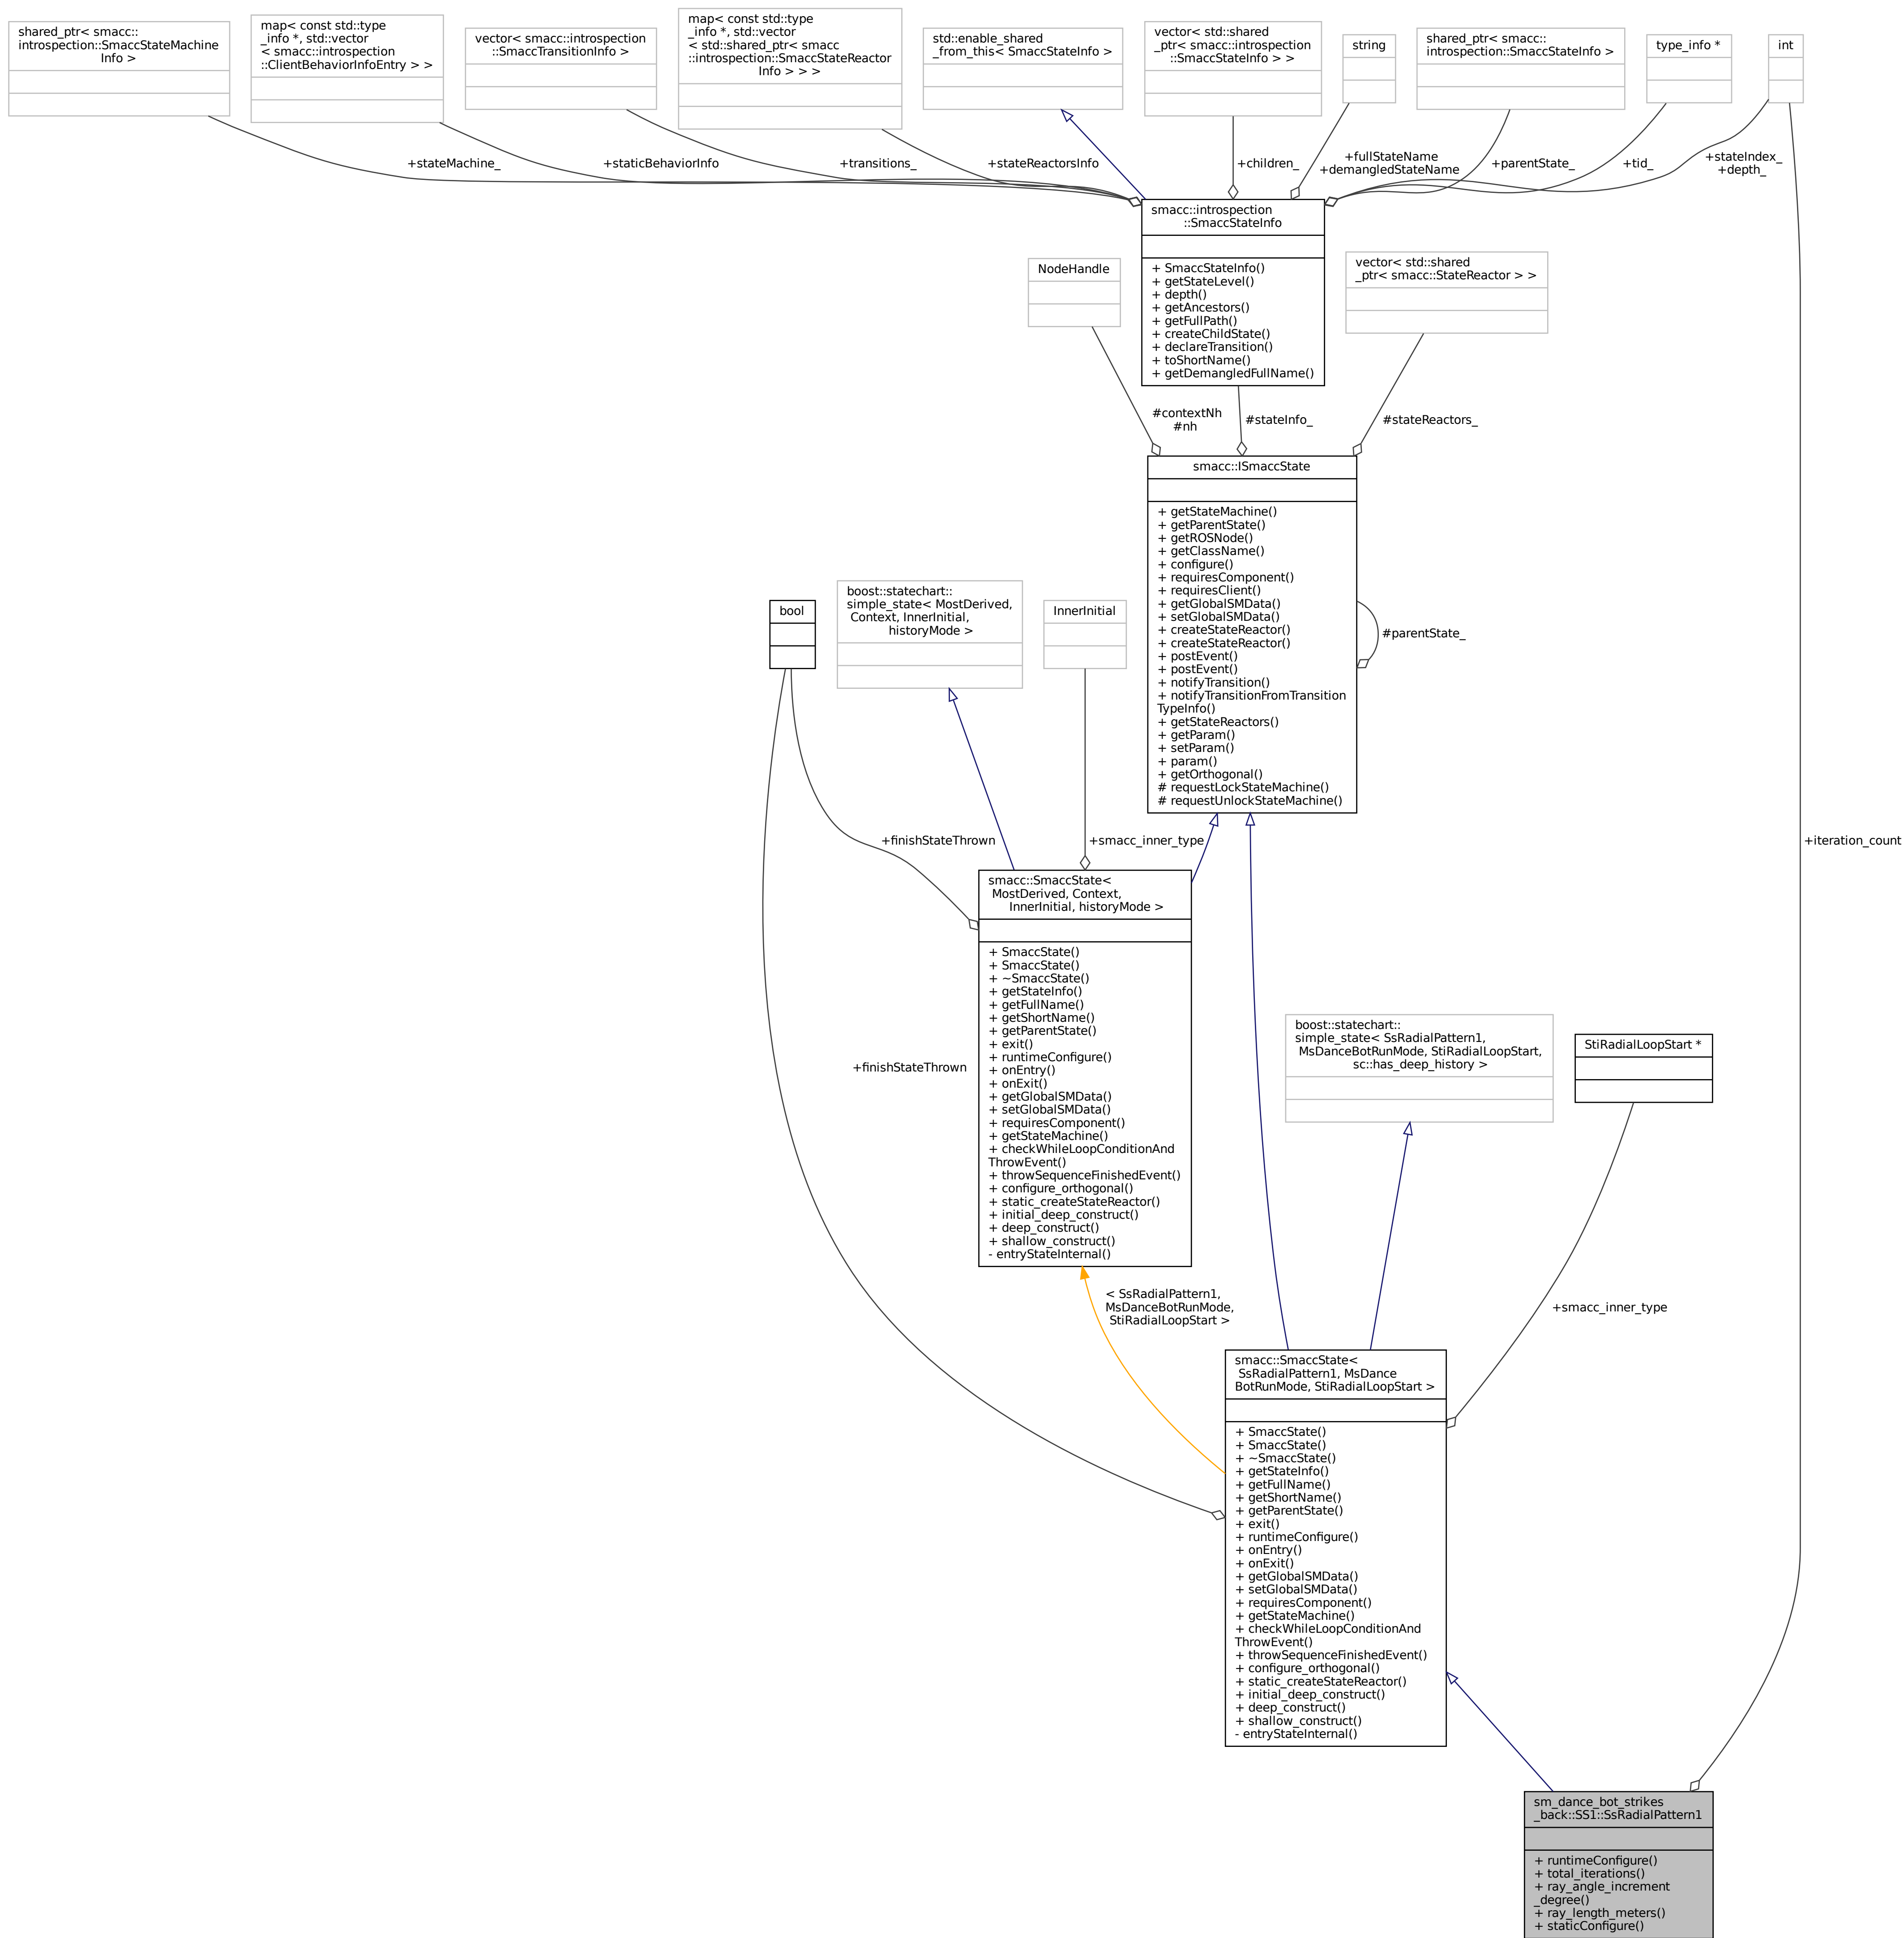 shared_ptr< smacc::
introspection::SmaccStateMachine
Info >
map< const std::type
_info *, std::vector
< smacc::introspection
::ClientBehaviorInfoEntry > >
vector< smacc::introspection
::SmaccTransitionInfo >
map< const std::type
_info *, std::vector
< std::shared_ptr< smacc
::introspection::SmaccStateReactor
Info > > >
std::enable_shared
_from_this< SmaccStateInfo >
vector< std::shared
_ptr< smacc::introspection
::SmaccStateInfo > >
string
shared_ptr< smacc::
introspection::SmaccStateInfo >
type_info *
int
+stateMachine_
+staticBehaviorInfo
+transitions_
+stateReactorsInfo
+children_
+fullStateName
+demangledStateName
+parentState_
+tid_
+stateIndex_
+depth_
smacc::introspection
::SmaccStateInfo
+ SmaccStateInfo()
+ getStateLevel()
+ depth()
+ getAncestors()
+ getFullPath()
+ createChildState()
+ declareTransition()
+ toShortName()
+ getDemangledFullName()
NodeHandle
vector< std::shared
_ptr< smacc::StateReactor > >
#contextNh
#nh
#stateInfo_
#stateReactors_
smacc::ISmaccState
+ getStateMachine()
+ getParentState()
+ getROSNode()
+ getClassName()
+ configure()
+ requiresComponent()
+ requiresClient()
+ getGlobalSMData()
+ setGlobalSMData()
+ createStateReactor()
+ createStateReactor()
+ postEvent()
+ postEvent()
+ notifyTransition()
+ notifyTransitionFromTransition
TypeInfo()
+ getStateReactors()
+ getParam()
+ setParam()
+ param()
+ getOrthogonal()
# requestLockStateMachine()
# requestUnlockStateMachine()
#parentState_
bool
boost::statechart::
simple_state< MostDerived,
Context, InnerInitial,
historyMode >
InnerInitial
+finishStateThrown
+smacc_inner_type
+iteration_count
smacc::SmaccState<
MostDerived, Context,
InnerInitial, historyMode >
+ SmaccState()
+ SmaccState()
+ ~SmaccState()
+ getStateInfo()
+ getFullName()
+ getShortName()
+ getParentState()
+ exit()
+ runtimeConfigure()
+ onEntry()
+ onExit()
+ getGlobalSMData()
+ setGlobalSMData()
+ requiresComponent()
+ getStateMachine()
+ checkWhileLoopConditionAnd
ThrowEvent()
+ throwSequenceFinishedEvent()
+ configure_orthogonal()
+ static_createStateReactor()
+ initial_deep_construct()
+ deep_construct()
+ shallow_construct()
- entryStateInternal()
+finishStateThrown
boost::statechart::
simple_state< SsRadialPattern1,
MsDanceBotRunMode, StiRadialLoopStart,
sc::has_deep_history >
StiRadialLoopStart *
< SsRadialPattern1,
MsDanceBotRunMode,
StiRadialLoopStart >
+smacc_inner_type
smacc::SmaccState<
SsRadialPattern1, MsDance
BotRunMode, StiRadialLoopStart >
+ SmaccState()
+ SmaccState()
+ ~SmaccState()
+ getStateInfo()
+ getFullName()
+ getShortName()
+ getParentState()
+ exit()
+ runtimeConfigure()
+ onEntry()
+ onExit()
+ getGlobalSMData()
+ setGlobalSMData()
+ requiresComponent()
+ getStateMachine()
+ checkWhileLoopConditionAnd
ThrowEvent()
+ throwSequenceFinishedEvent()
+ configure_orthogonal()
+ static_createStateReactor()
+ initial_deep_construct()
+ deep_construct()
+ shallow_construct()
- entryStateInternal()
sm_dance_bot_strikes
_back::SS1::SsRadialPattern1
+ runtimeConfigure()
+ total_iterations()
+ ray_angle_increment
_degree()
+ ray_length_meters()
+ staticConfigure()